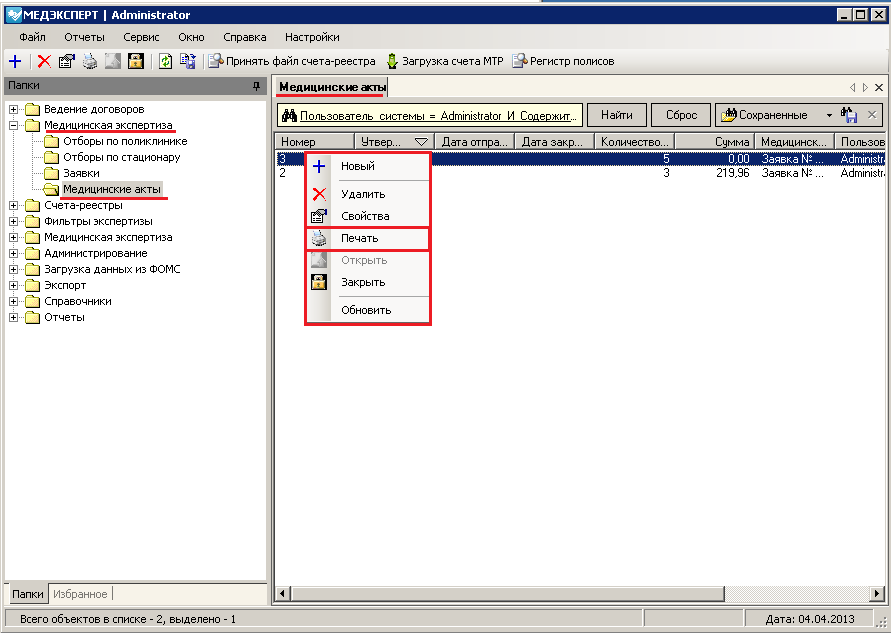 МЕДЭКСПЕРТ | Administrator
Файл Отчеты Сервис Окно Справка Настройки
Принять файл счета-реестра Загрузка счета МТР Регистр полисов
Папки
Ведение договоров
Медицинская экспертиза
Отборы по поликлинике
Отборы по стационару
Заявки
Медицинские акты
Счета-реестры
Фильтры экспертизы
Медицинская экспертиза
Администрирование
Загрузка данных из ФОМС
Экспорт
Справочники
Отчеты
Папки Избранное
Медицинские акты
Пользователь системы = Administrator И Содержит... Найти Сброс Сохраненные
Номер Утвер... Дата отпра... Дата закр... Количество... Сумма Медицинск... Пользов
3 5 0,00 Заявка № ... Administr
2 3 219,96 Заявка № ... Administr
Новый
Удалить
Свойства
Печать
Открыть
Закрыть
Обновить
Всего объектов в списке - 2, выделено - 1 Дата: 04.04.2013